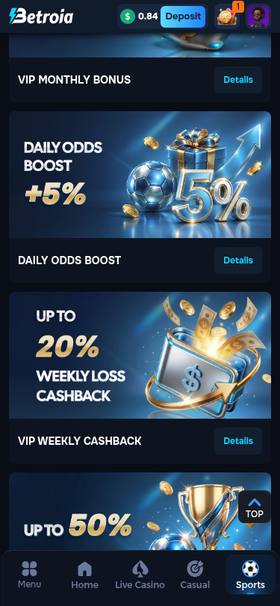 Betroia
$ 0.84 Deposit
1
VIP MONTHLY BONUS
Details
DAILY ODDS
BOOST
+5%
5%
DAILY ODDS BOOST
Details
UP TO
20%
WEEKLY LOSS
CASHBACK
$
VIP WEEKLY CASHBACK
Details
UP TO 50%
TOP
Menu
Home
Live Casino
Casual
Sports